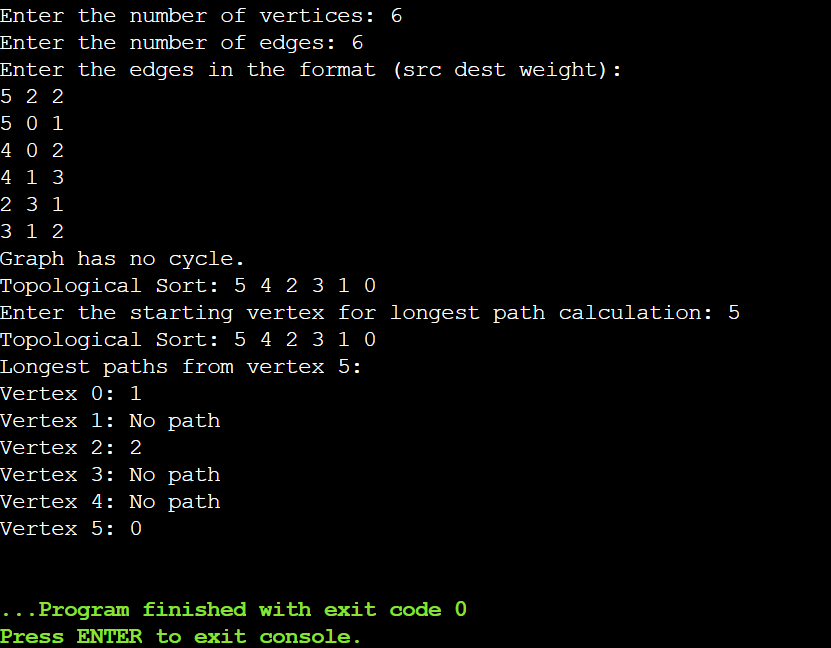 Enter the number of vertices: 6
Enter the number of edges: 6
Enter the edges in the format (src dest weight):
5 2 2
5 0 1
4 0 2
4 1 3
2 3 1
3 1 2
Graph has no cycle.
Topological Sort: 5 4 2 3 1 0
Enter the starting vertex for longest path calculation: 5
Topological Sort: 5 4 2 3 1 0
Longest paths from vertex 5:
Vertex 0: 1
Vertex 1: No path
Vertex 2: 2
Vertex 3: No path
Vertex 4: No path
Vertex 5: 0
...Program finished with exit code 0
Press ENTER to exit console.